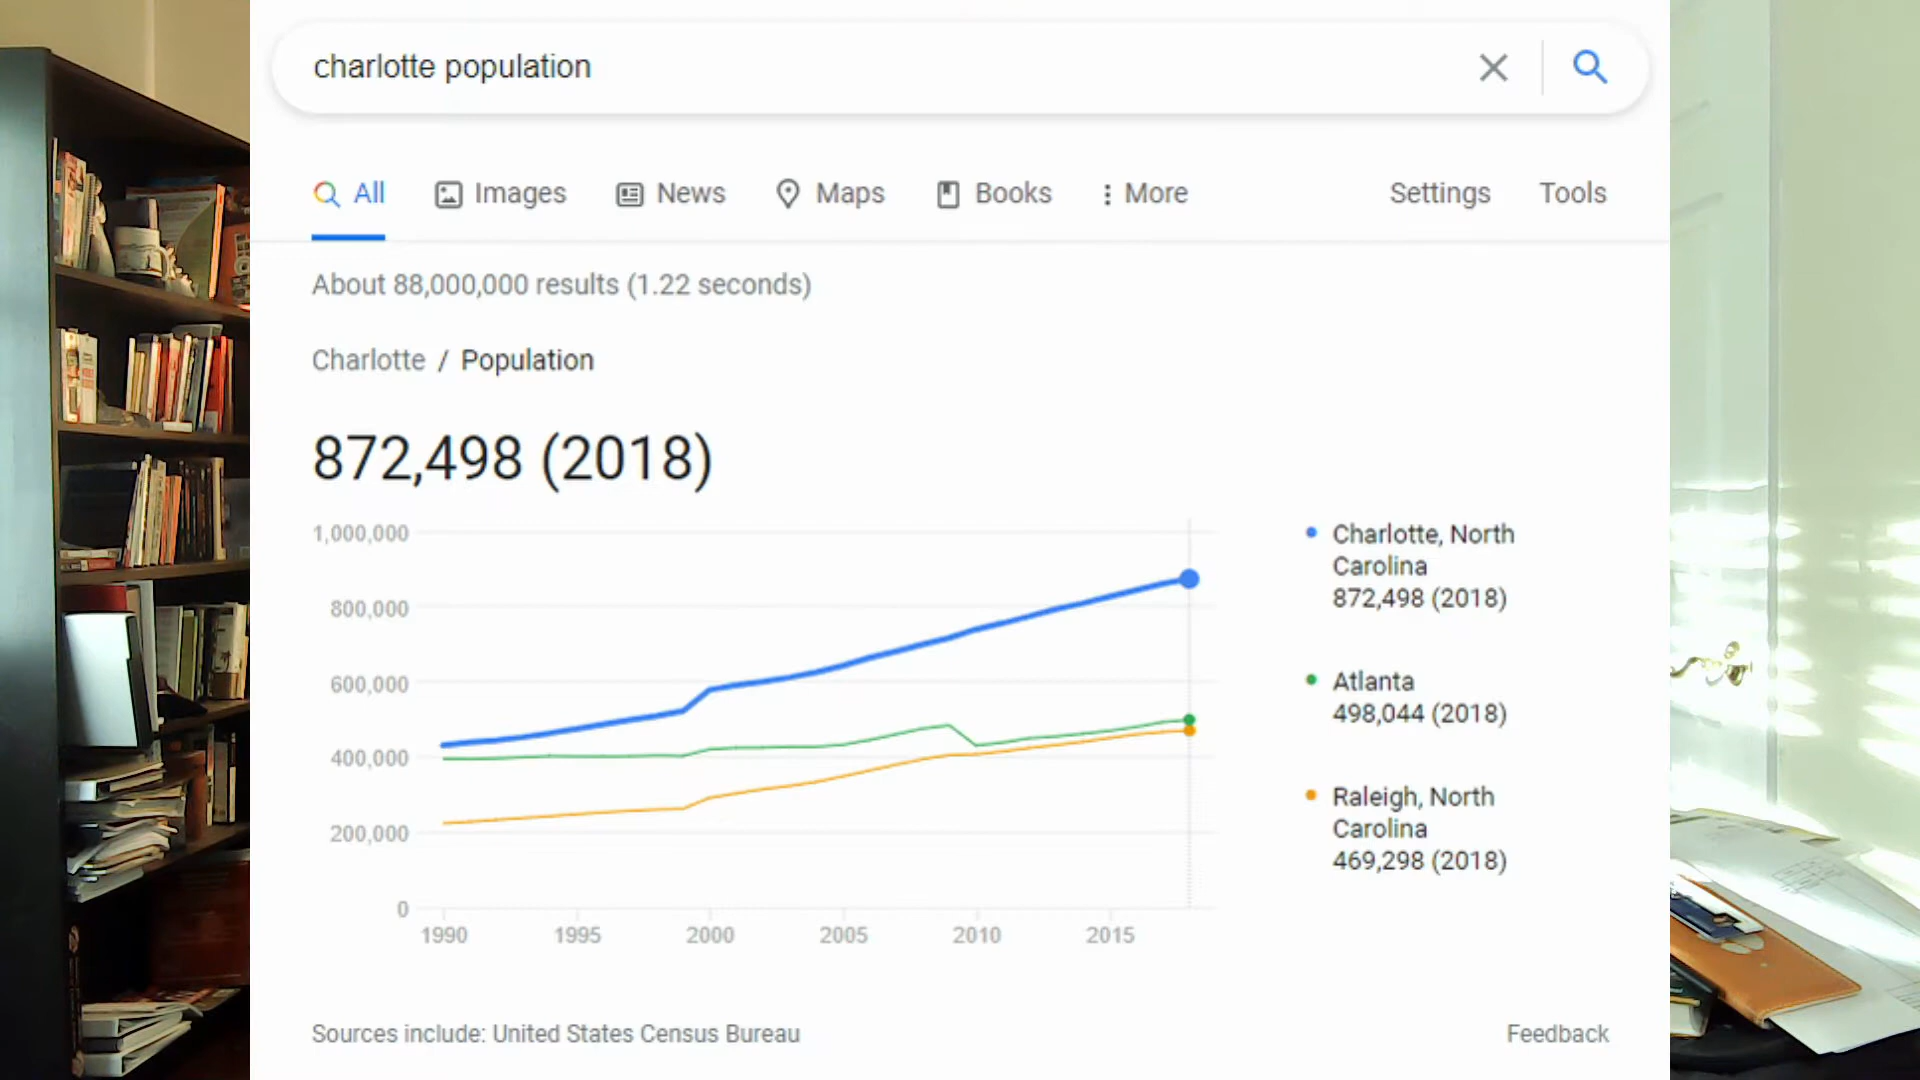 charlotte population
All Images News Maps Books More Settings Tools
About 88,000,000 results (1.22 seconds)
Charlotte / Population
872,498 (2018)
1,000,000
800,000
600,000
400,000
200,000
0
1990 1995 2000 2005 2010 2015
Charlotte, North
Carolina
872,498 (2018)
Atlanta
498,044 (2018)
Raleigh, North
Carolina
469,298 (2018)
Sources include: United States Census Bureau
Feedback